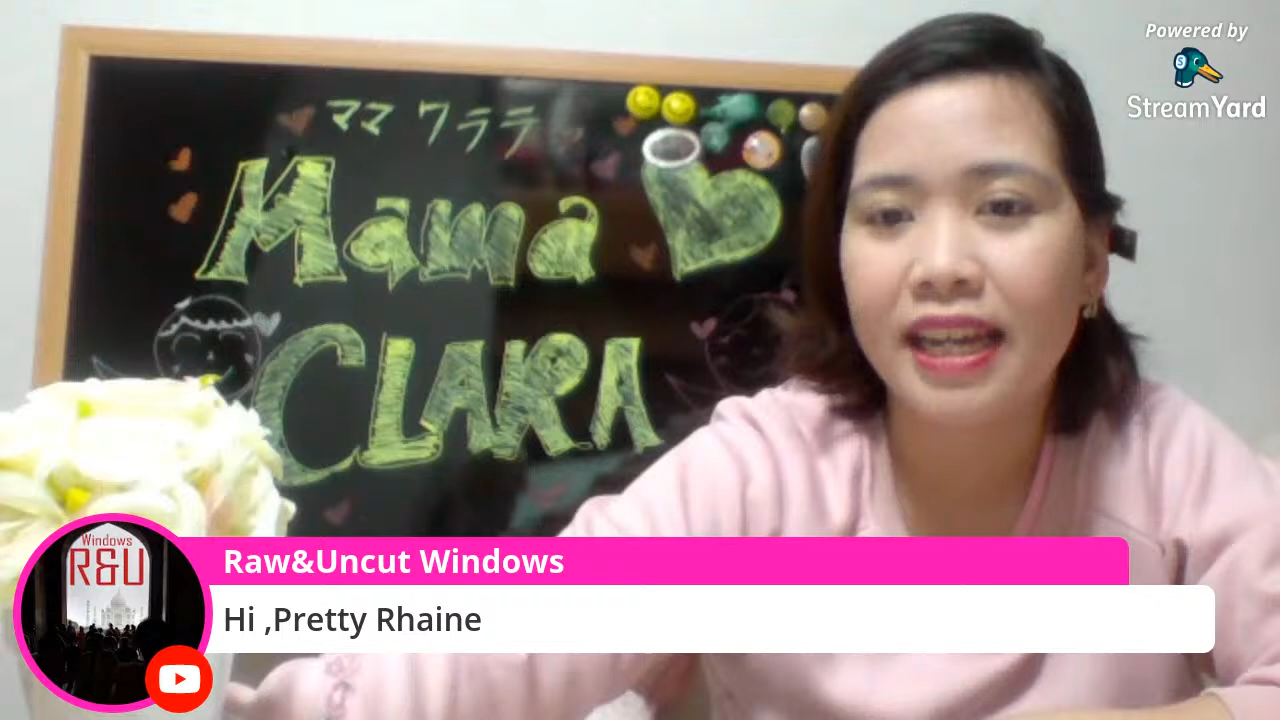 Powered by
StreamYard
ママ クララ
Mama
CLARA
Windows
R&U
Raw&Uncut Windows
Hi ,Pretty Rhaine